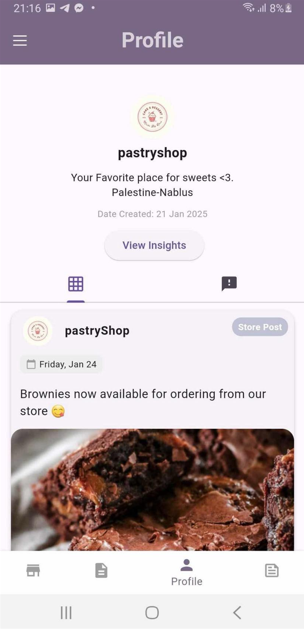 21:16
8%
Profile
pastryshop
Your Favorite place for sweets <3.
Palestine-Nablus
Date Created: 21 Jan 2025
View Insights
pastryShop
Store Post
Friday, Jan 24
Brownies now available for ordering from our
store 😋
Profile